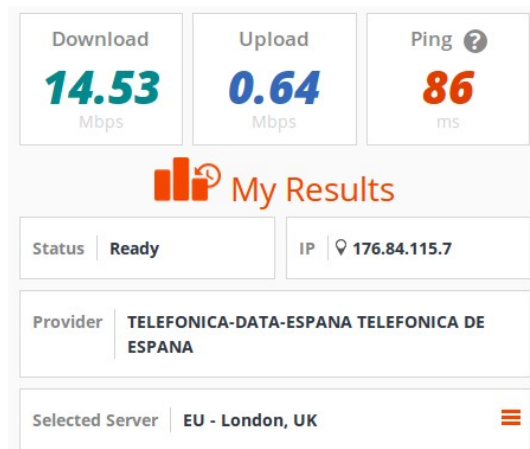 Download Upload Ping ?
14.53 0.64 86
Mbps Mbps ms
My Results
Status Ready IP 176.84.115.7
Provider TELEFONICA-DATA-ESPANA TELEFONICA DE
ESPANA
Selected Server EU - London, UK